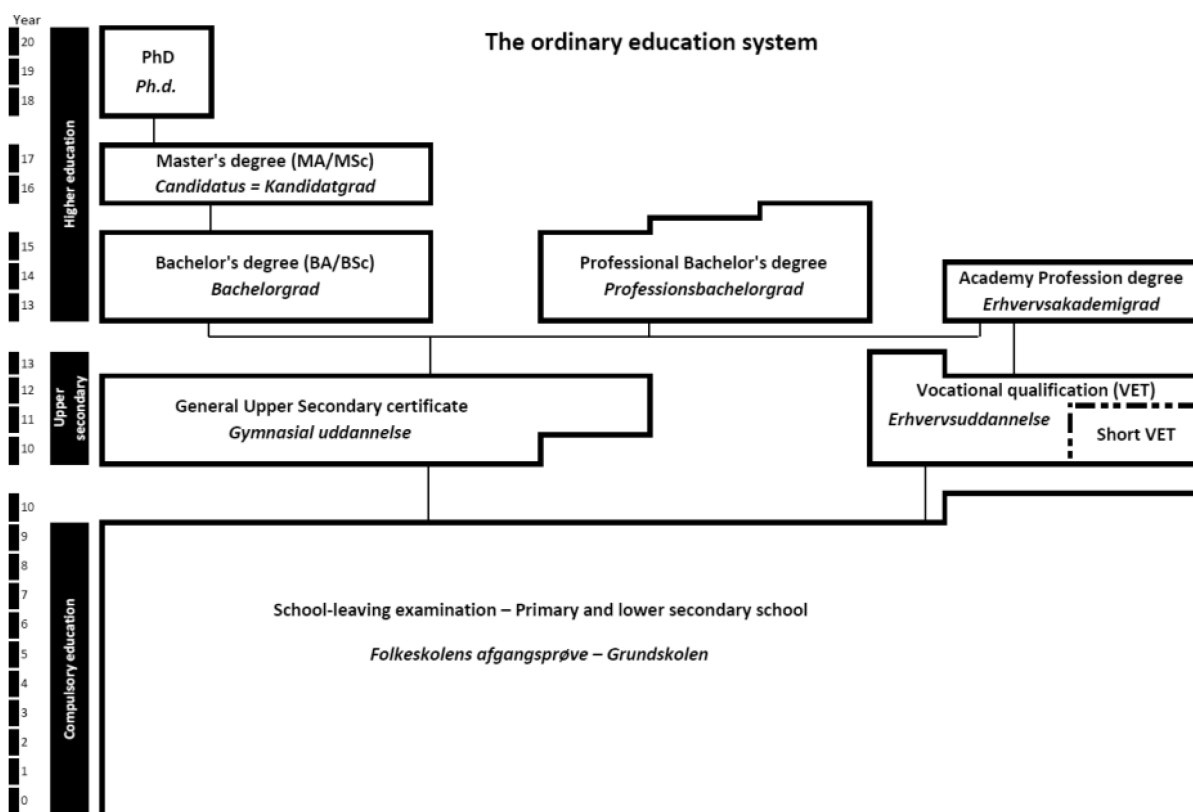 Year
The ordinary education system
20
19
18
17
16
15
14
13
Higher education
PhD
Ph.d.
Master's degree (MA/MSc)
Candidatus = Kandidatgrad
Bachelor's degree (BA/BSc)
Bachelorgrad
Professional Bachelor's degree
Professionsbachelorgrad
Academy Profession degree
Erhvervsakademigrad
13
12
11
10
Upper
secondary
General Upper Secondary certificate
Gymnasial uddannelse
Vocational qualification (VET)
Erhvervsuddannelse
Short VET
10
9
8
7
6
5
4
3
2
1
0
Compulsory education
School-leaving examination – Primary and lower secondary school
Folkeskolens afgangsprøve – Grundskolen